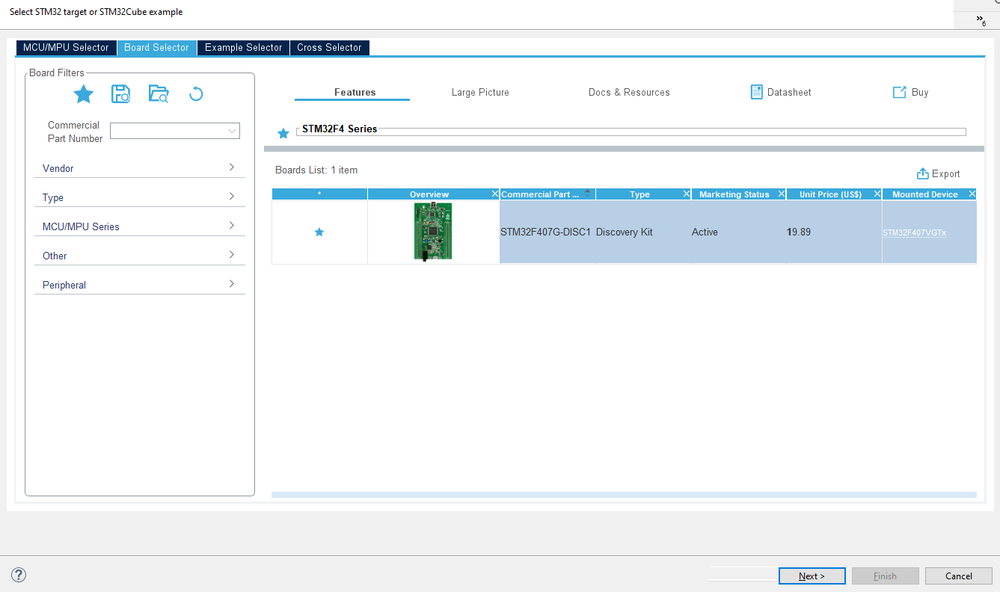 Select STM32 target or STM32Cube example
»6
MCU/MPU Selector Board Selector Example Selector Cross Selector
Board Filters
Commercial
Part Number
Vendor
Type
MCU/MPU Series
Other
Peripheral
Features Large Picture Docs & Resources Datasheet Buy
STM32F4 Series
Boards List: 1 item
Export
* Overview Commercial Part ... Type Marketing Status Unit Price (US$) Mounted Device
STM32F407G-DISC1 Discovery Kit Active 19.89 STM32F407VGTx
?
Next > Finish Cancel